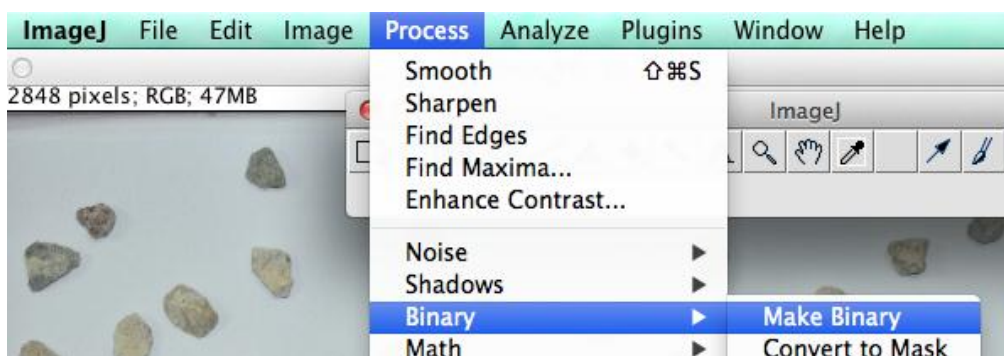 ImageJ File Edit Image Process Analyze Plugins Window Help
2848 pixels; RGB; 47MB
ImageJ
Smooth ⇧⌘S
Sharpen
Find Edges
Find Maxima...
Enhance Contrast...
Noise ▶
Shadows ▶
Binary ▶
Make Binary
Math ▶
Convert to Mask